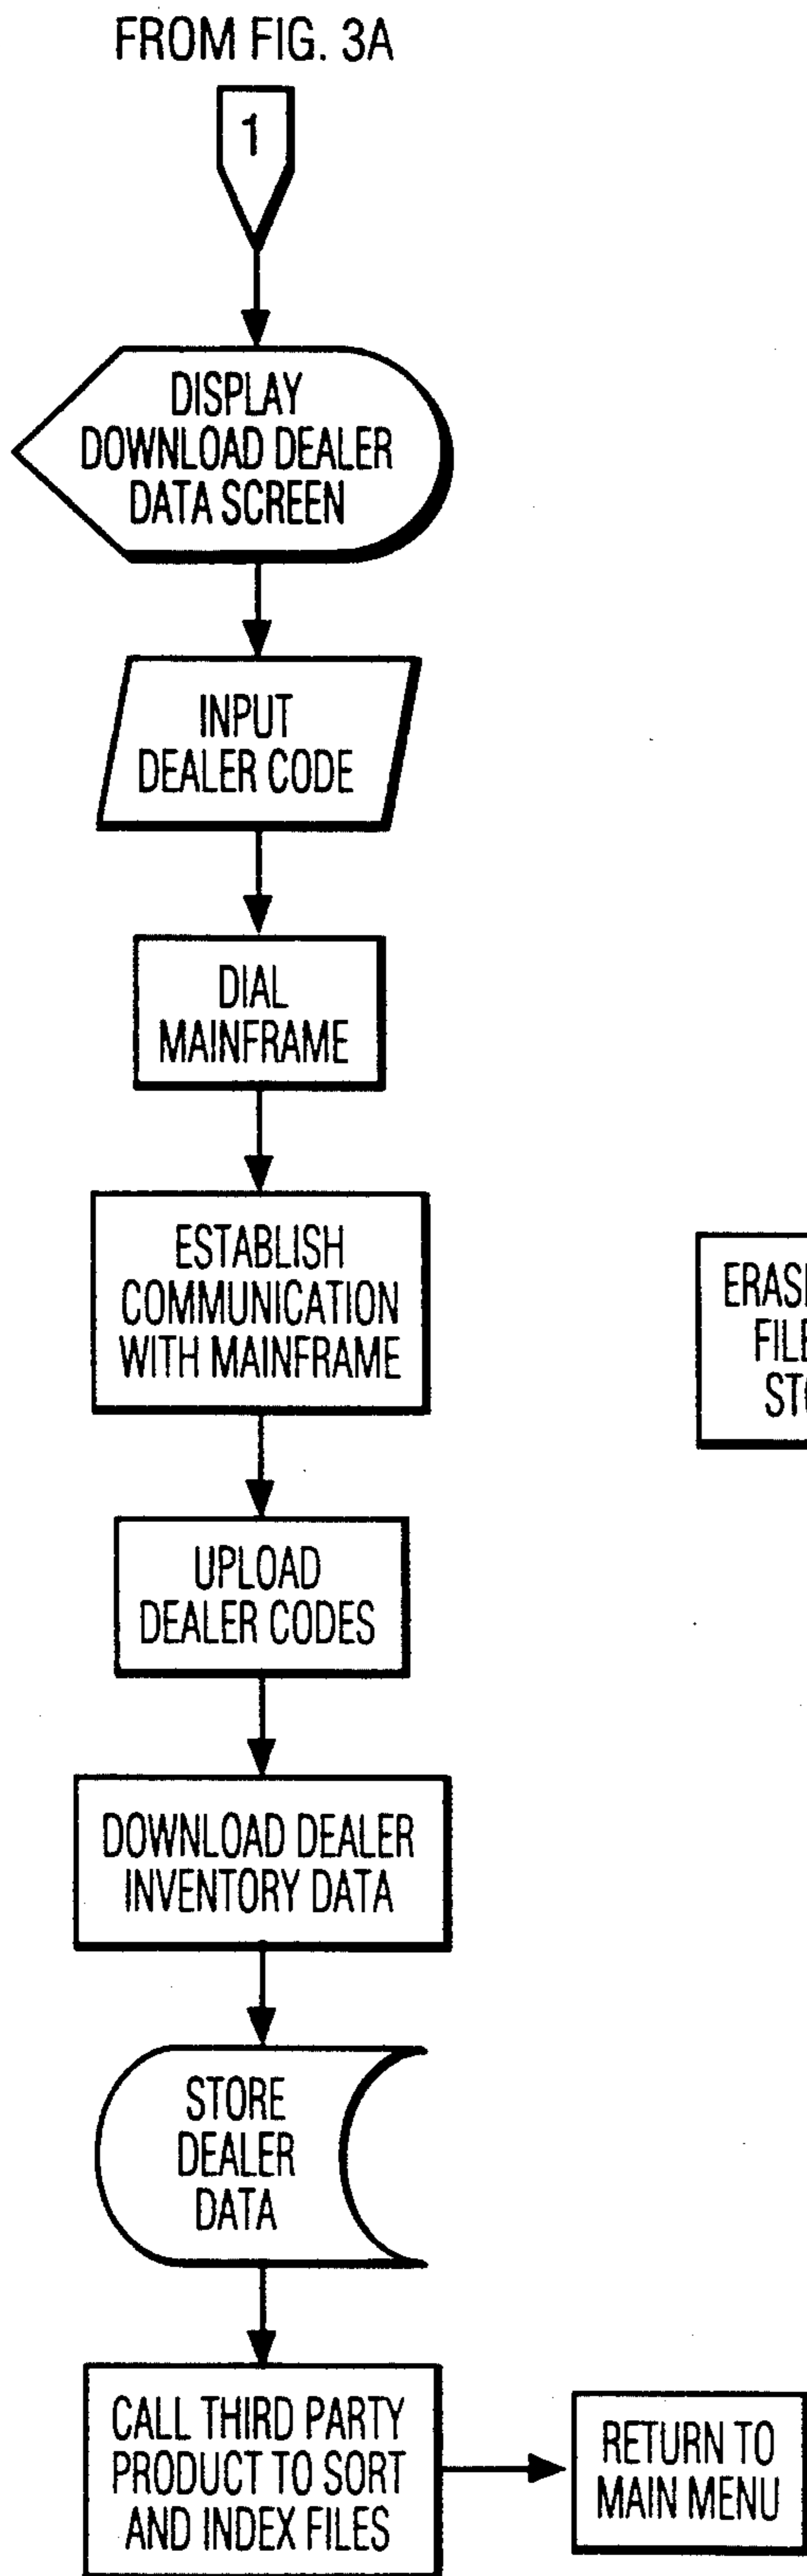 FROM FIG. 3A
1
DISPLAY
DOWNLOAD DEALER
DATA SCREEN
INPUT
DEALER CODE
DIAL
MAINFRAME
ESTABLISH
COMMUNICATION
WITH MAINFRAME
UPLOAD
DEALER CODES
DOWNLOAD DEALER
INVENTORY DATA
STORE
DEALER
DATA
CALL THIRD PARTY
PRODUCT TO SORT
AND INDEX FILES
RETURN TO
MAIN MENU